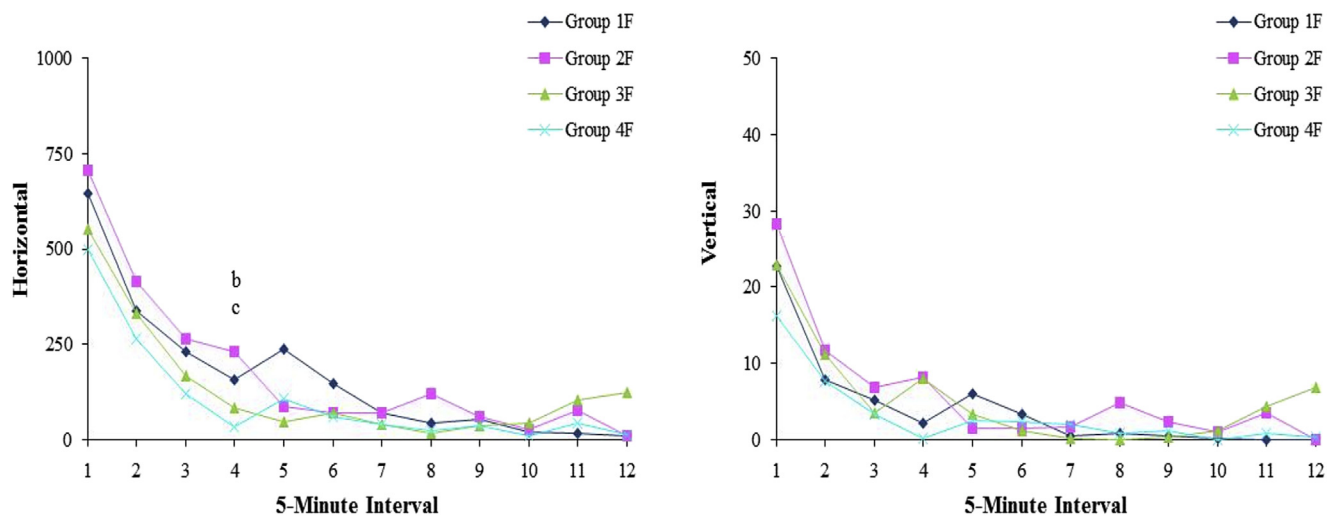 Group 1F
Group 2F
Group 3F
Group 4F
1000
750
500
250
0
Horizontal
b
c
1 2 3 4 5 6 7 8 9 10 11 12
5-Minute Interval
Group 1F
Group 2F
Group 3F
Group 4F
50
40
30
20
10
0
Vertical
1 2 3 4 5 6 7 8 9 10 11 12
5-Minute Interval